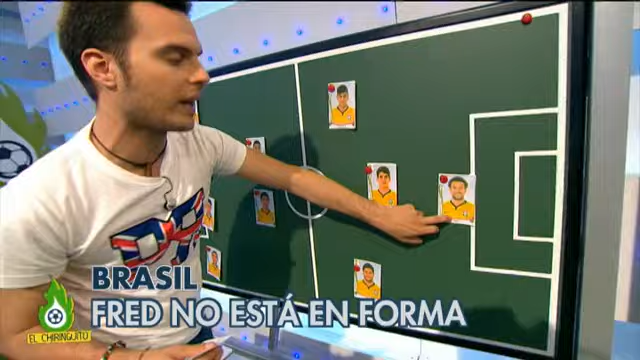 BRASIL
FRED NO ESTÁ EN FORMA
EL CHIRINGUITO